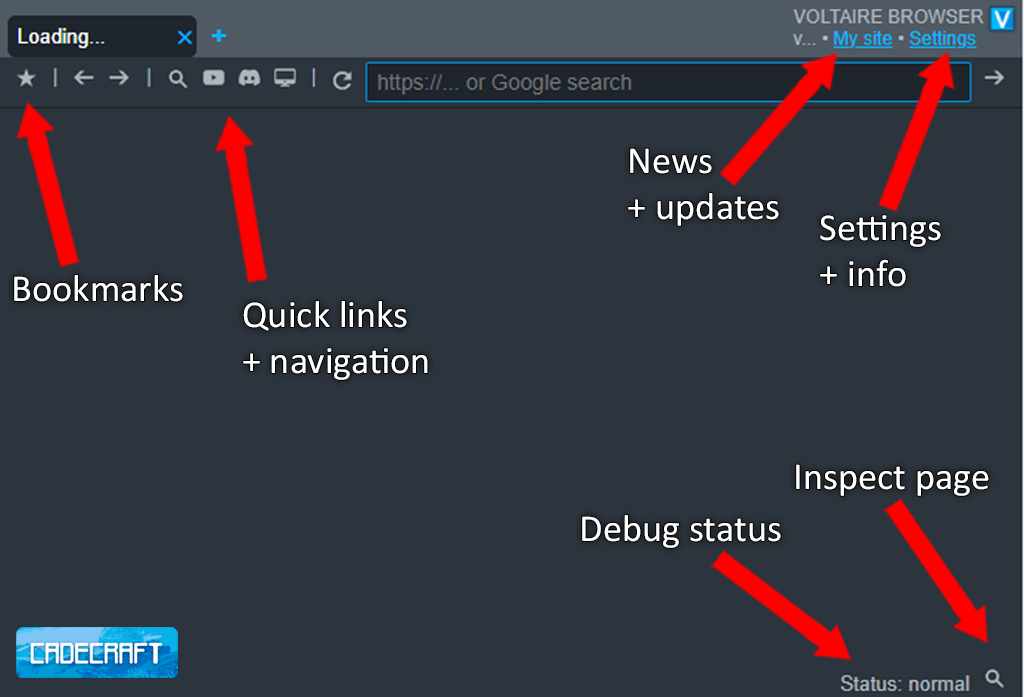 Loading...
VOLTAIRE BROWSER V
v... • My site • Settings
https://... or Google search
News
+ updates
Settings
+ info
Bookmarks
Quick links
+ navigation
Inspect page
Debug status
CADECRAFT
Status: normal